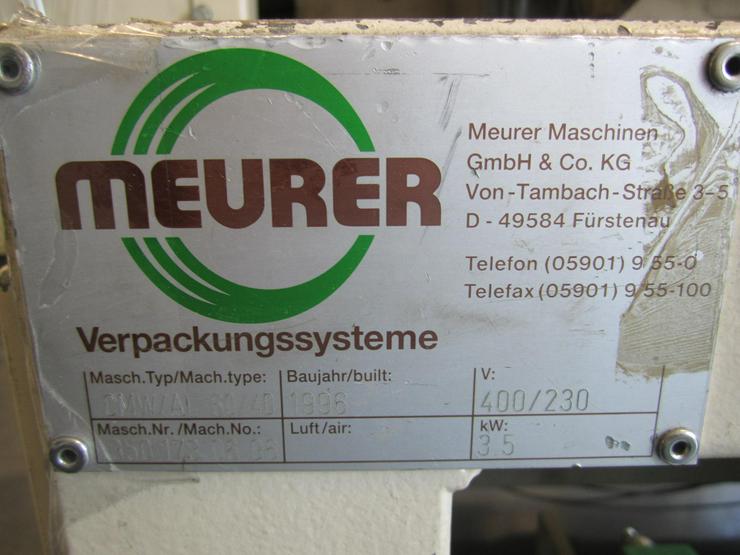 MEURER
Verpackungssysteme
Meurer Maschinen
GmbH & Co. KG
Von-Tambach-Straße 3-5
D - 49584 Fürstenau
Telefon (05901) 9 55-0
Telefax (05901) 9 55-100
Masch.Typ/Mach.type: Baujahr/built: V:
60/40 1996 400/230
Masch.Nr./Mach.No.: Luft/air: kW:
3.5